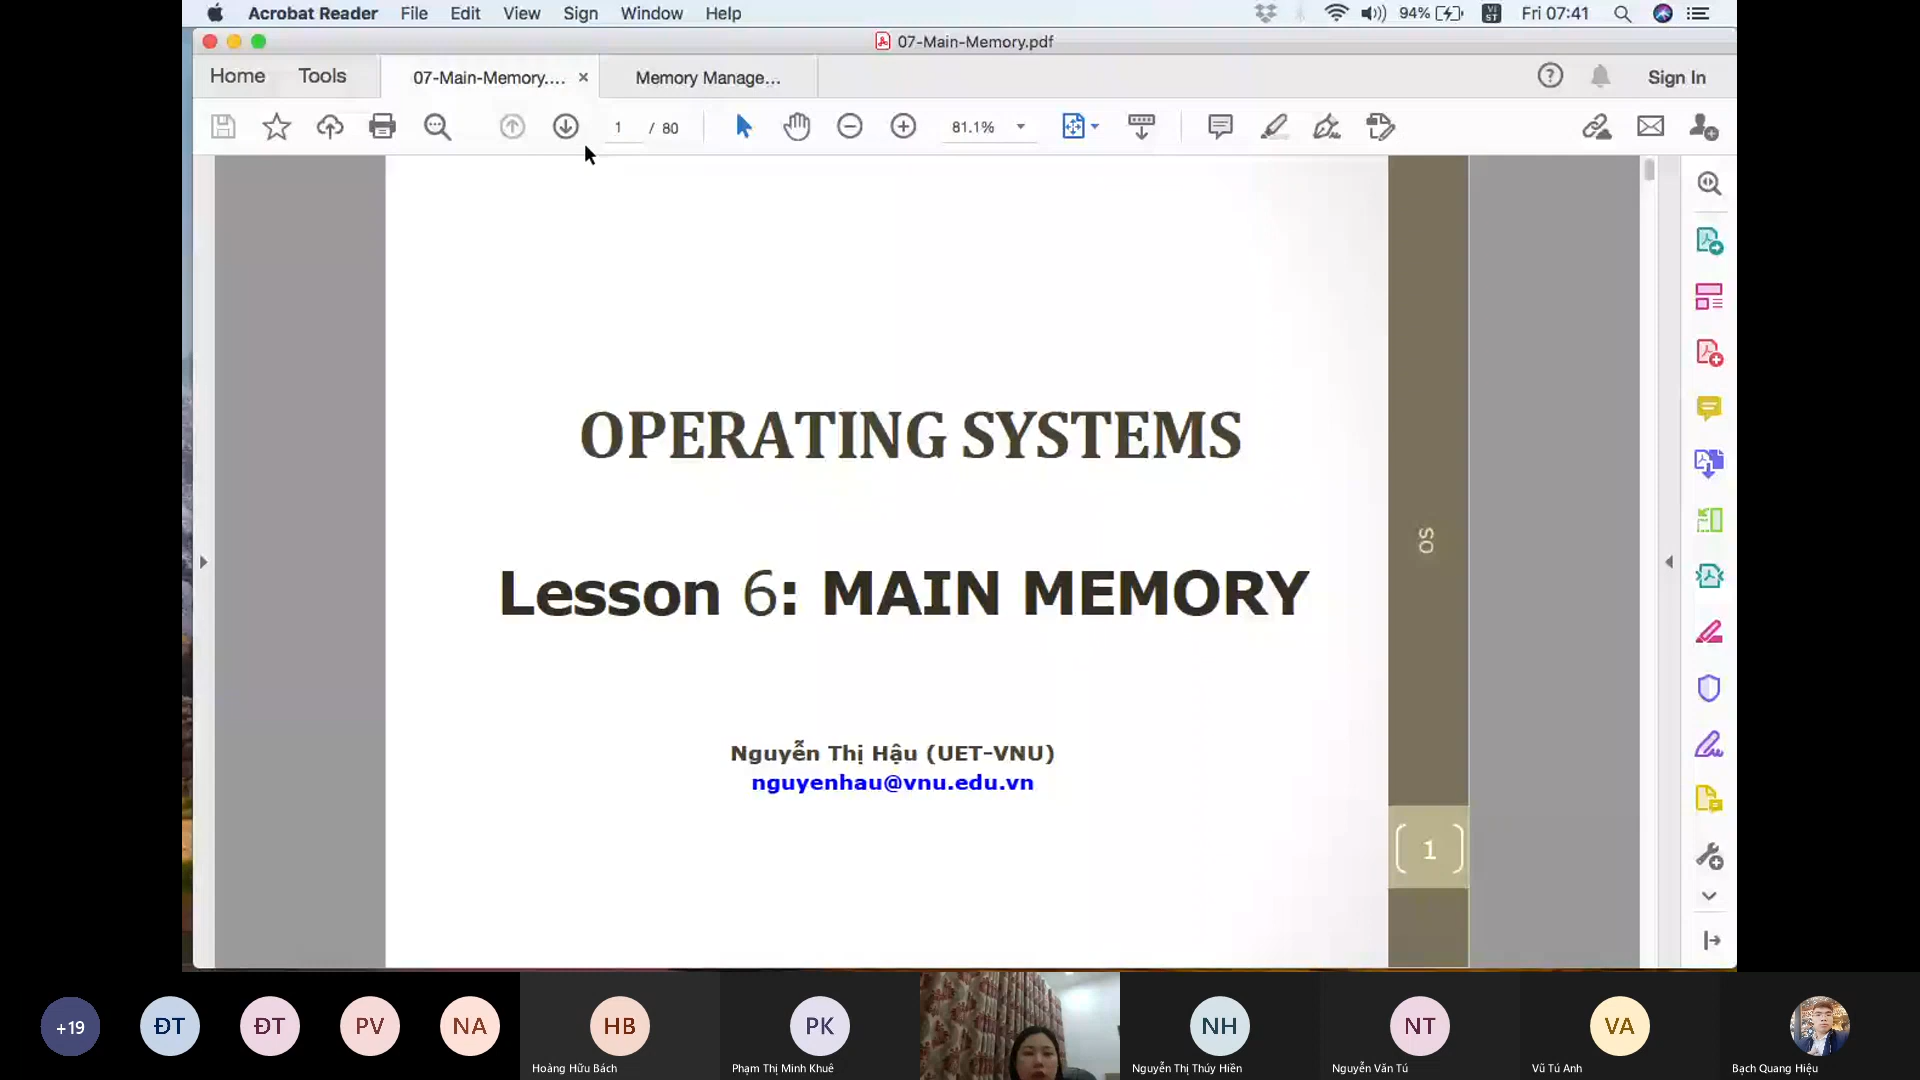 Acrobat Reader File Edit View Sign Window Help 94% VI ST Fri 07:41
07-Main-Memory.pdf
Home Tools 07-Main-Memory.... × Memory Manage... Sign In
1 / 80 81.1%
OPERATING SYSTEMS
Lesson 6: MAIN MEMORY
Nguyễn Thị Hậu (UET-VNU)
nguyenhau@vnu.edu.vn
OS
1
+19 ĐT ĐT PV NA HB PK NH NT VA
Hoàng Hữu Bách Phạm Thị Minh Khuê Nguyễn Thị Thúy Hiền Nguyễn Văn Tú Vũ Tú Anh Bạch Quang Hiệu